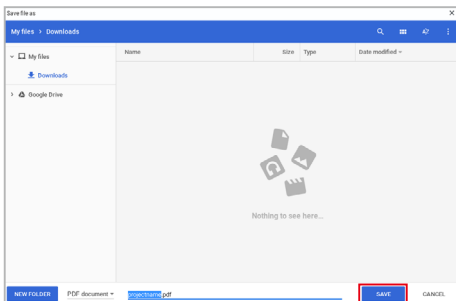 Save file as
My files > Downloads
My files
Downloads
Google Drive
Name Size Type Date modified
Nothing to see here...
NEW FOLDER PDF document projectname.pdf SAVE CANCEL